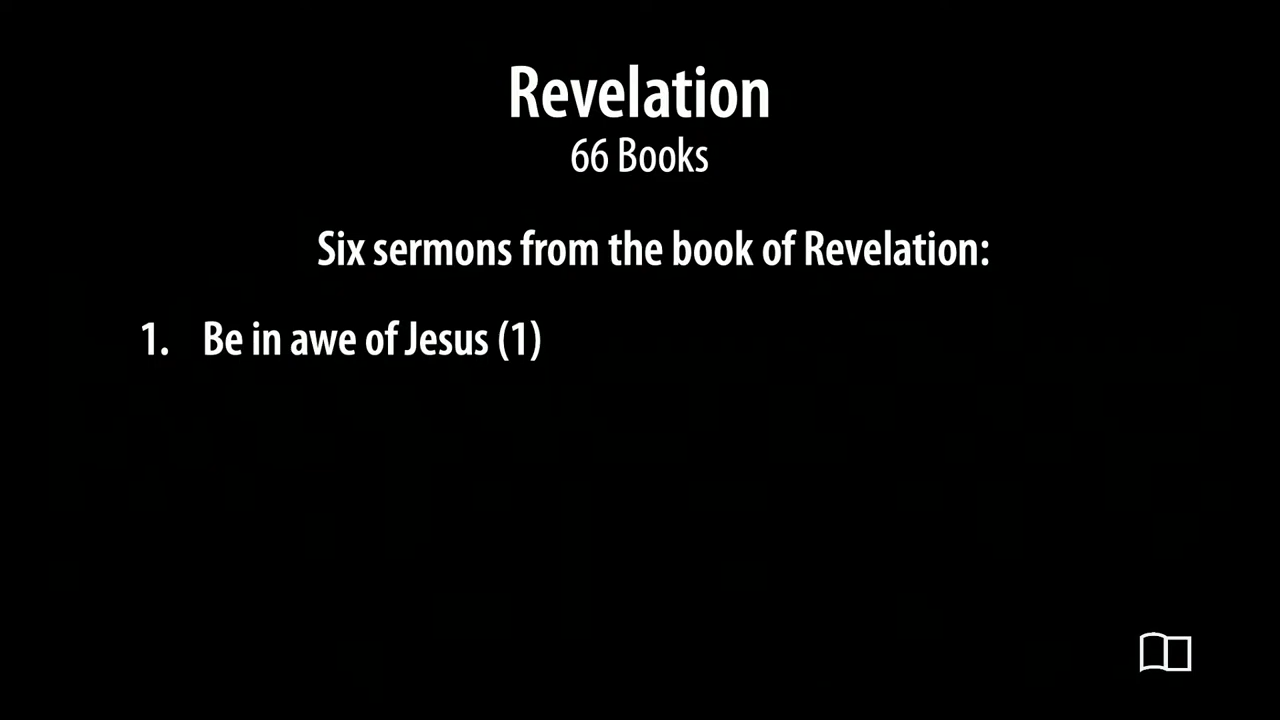 Revelation
66 Books
Six sermons from the book of Revelation:
1. Be in awe of Jesus (1)